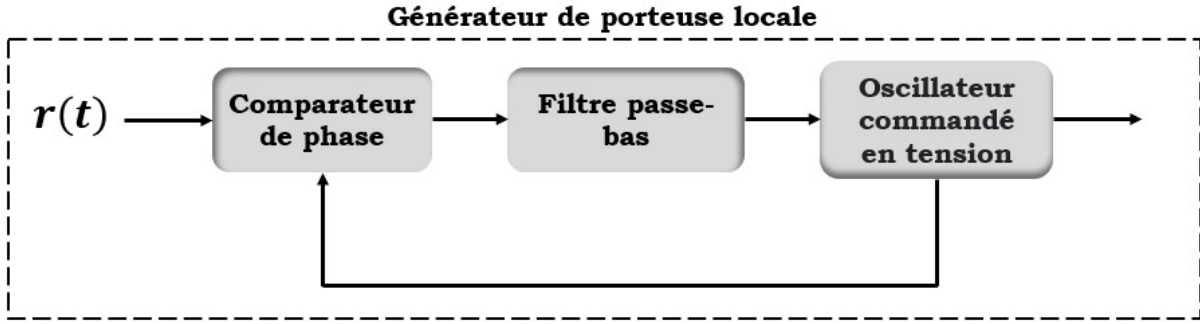 Générateur de porteuse locale
r(t)
Comparateur
de phase
Filtre passe-
bas
Oscillateur
commandé
en tension